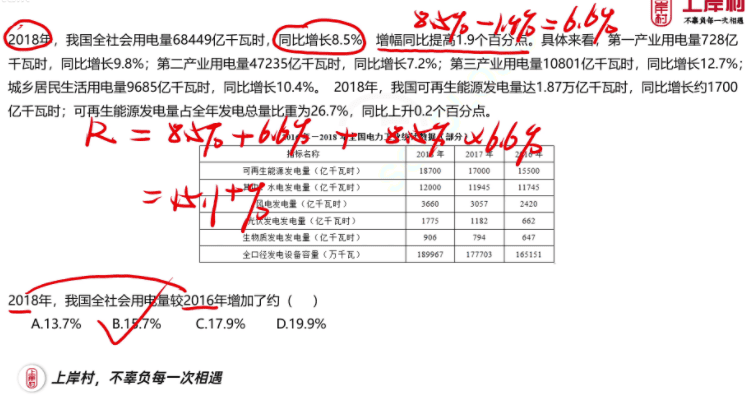 上岸村
不辜负每一次相遇
8.5%-1.9%=6.6%
2018年，我国全社会用电量68449亿千瓦时，同比增长8.5%，增幅同比提高1.9个百分点。具体来看，第一产业用电量728亿
千瓦时，同比增长9.8%；第二产业用电量47235亿千瓦时，同比增长7.2%；第三产业用电量10801亿千瓦时，同比增长12.7%；
城乡居民生活用电量9685亿千瓦时，同比增长10.4%。 2018年，我国可再生能源发电量达1.87万亿千瓦时，同比增长约1700
亿千瓦时；可再生能源发电量占全年发电总量比重为26.7%，同比上升0.2个百分点。
R=8.5%+6.6%+8.5%×6.6%
=15.1+%
2016年－2018年全国电力工业统计数据（部分）
指标名称 2018年 2017年 2016年
可再生能源发电量（亿千瓦时） 18700 17000 15500
水电发电量（亿千瓦时） 12000 11945 11745
风电发电量（亿千瓦时） 3660 3057 2420
光伏发电发电量（亿千瓦时） 1775 1182 662
生物质发电发电量（亿千瓦时） 906 794 647
全口径发电设备容量（万千瓦） 189967 177703 165151
2018年，我国全社会用电量较2016年增加了约（ ）
A.13.7% B.15.7% C.17.9% D.19.9%
上岸村
上岸村，不辜负每一次相遇